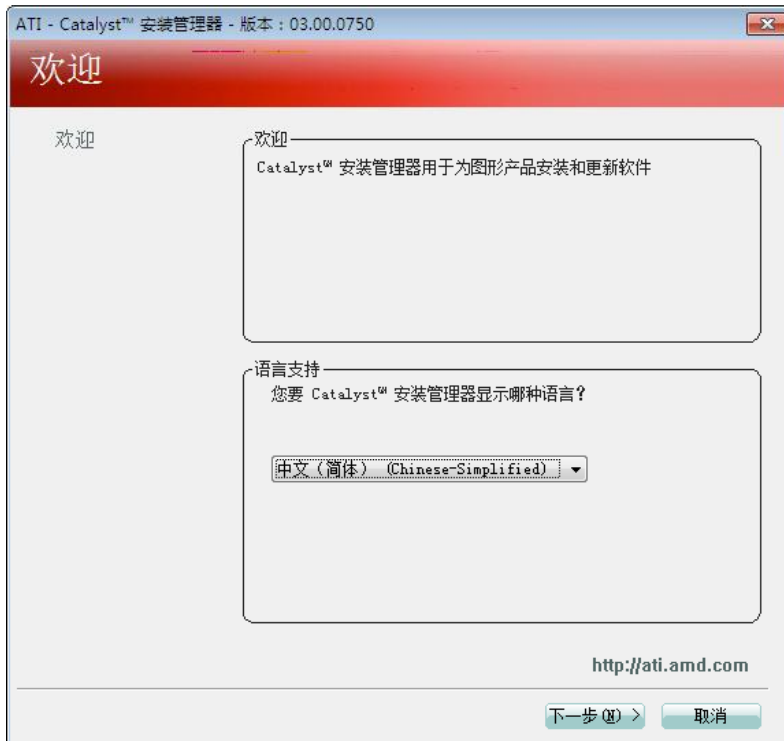 ATI - Catalyst™ 安装管理器 - 版本：03.00.0750
欢迎
欢迎
欢迎
Catalyst™ 安装管理器用于为图形产品安装和更新软件
语言支持
您要 Catalyst™ 安装管理器显示哪种语言？
中文（简体） (Chinese-Simplified)
http://ati.amd.com
下一步(N) >
取消